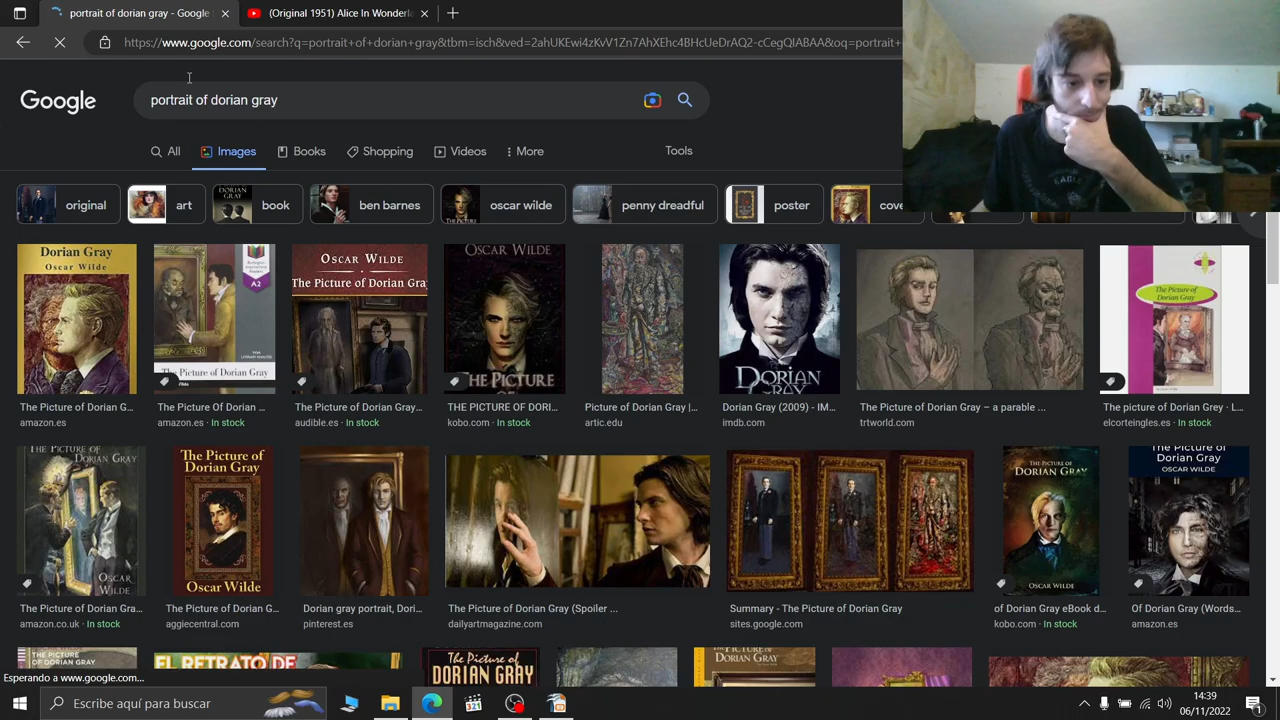 portrait of dorian gray - Google
(Original 1951) Alice In Wonderl
https://www.google.com/search?q=portrait+of+dorian+gray&tbm=isch&ved=2ahUKEwi4zKvV1Zn7AhXEhc4BHcUeDrAQ2-cCegQIABAA&oq=portrait+
Google
portrait of dorian gray
All
Images
Books
Shopping
Videos
More
Tools
original
art
book
ben barnes
oscar wilde
penny dreadful
poster
cove
Dorian Gray
Oscar Wilde
A2
The Picture of Dorian Gray
OSCAR WILDE
The Picture of Dorian Gra
OSCAR WILDE
THE PICTURE
DORIAN
GRAY
The Picture of
Dorian Gray
The Picture of Dorian G...
The Picture Of Dorian ...
The Picture of Dorian Gray...
THE PICTURE OF DORI...
Picture of Dorian Gray |...
Dorian Gray (2009) - IM...
The Picture of Dorian Gray – a parable ...
The picture of Dorian Grey · L...
amazon.es
amazon.es · In stock
audible.es · In stock
kobo.com · In stock
artic.edu
imdb.com
trtworld.com
elcorteingles.es · In stock
THE PICTURE OF
DORIAN GRAY
OSCAR
WILDE
The Picture of
Dorian Gray
Oscar Wilde
THE PICTURE OF
DORIAN GRAY
OSCAR WILDE
The Picture of
Dorian Gray
OSCAR WILDE
The Picture of Dorian Gra...
The Picture of Dorian G...
Dorian gray portrait, Dori...
The Picture of Dorian Gray (Spoiler ...
Summary - The Picture of Dorian Gray
of Dorian Gray eBook d...
Of Dorian Gray (Words...
amazon.co.uk · In stock
aggiecentral.com
pinterest.es
dailyartmagazine.com
sites.google.com
kobo.com · In stock
amazon.es
THE PICTURE OF
DORIAN GRAY
EL RETRATO DE
The Picture of
DORIAN GRAY
DORIAN GRAY
Esperando a www.google.com...
Escribe aquí para buscar
321
14:39
06/11/2022
1